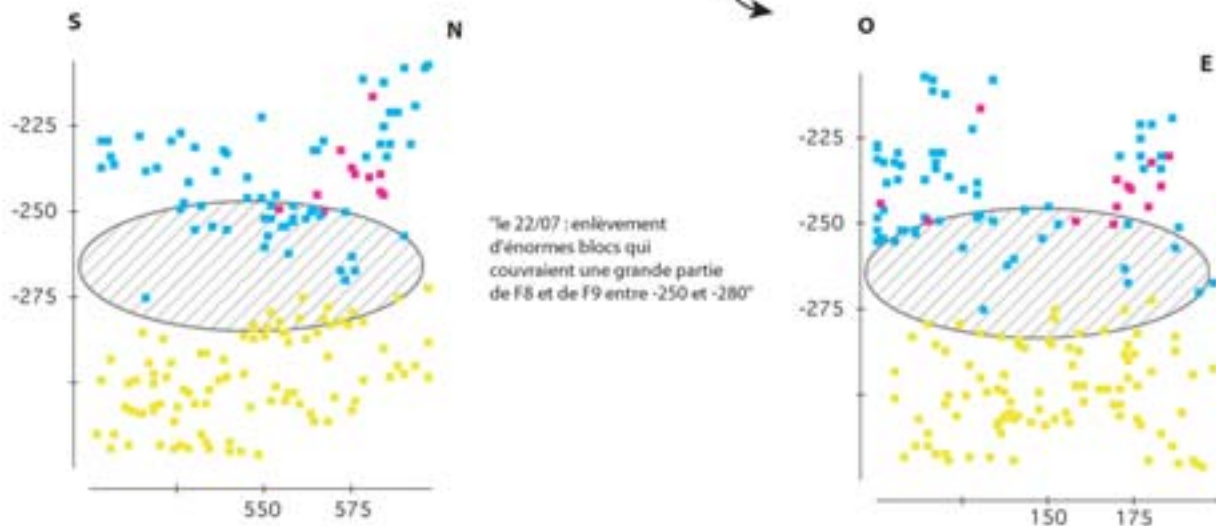 S
N
-225
-250
-275
550
575
"le 22/07 : enlèvement
d'énormes blocs qui
couvraient une grande partie
de F8 et de F9 entre -250 et -280"
O
E
-225
-250
-275
150
175